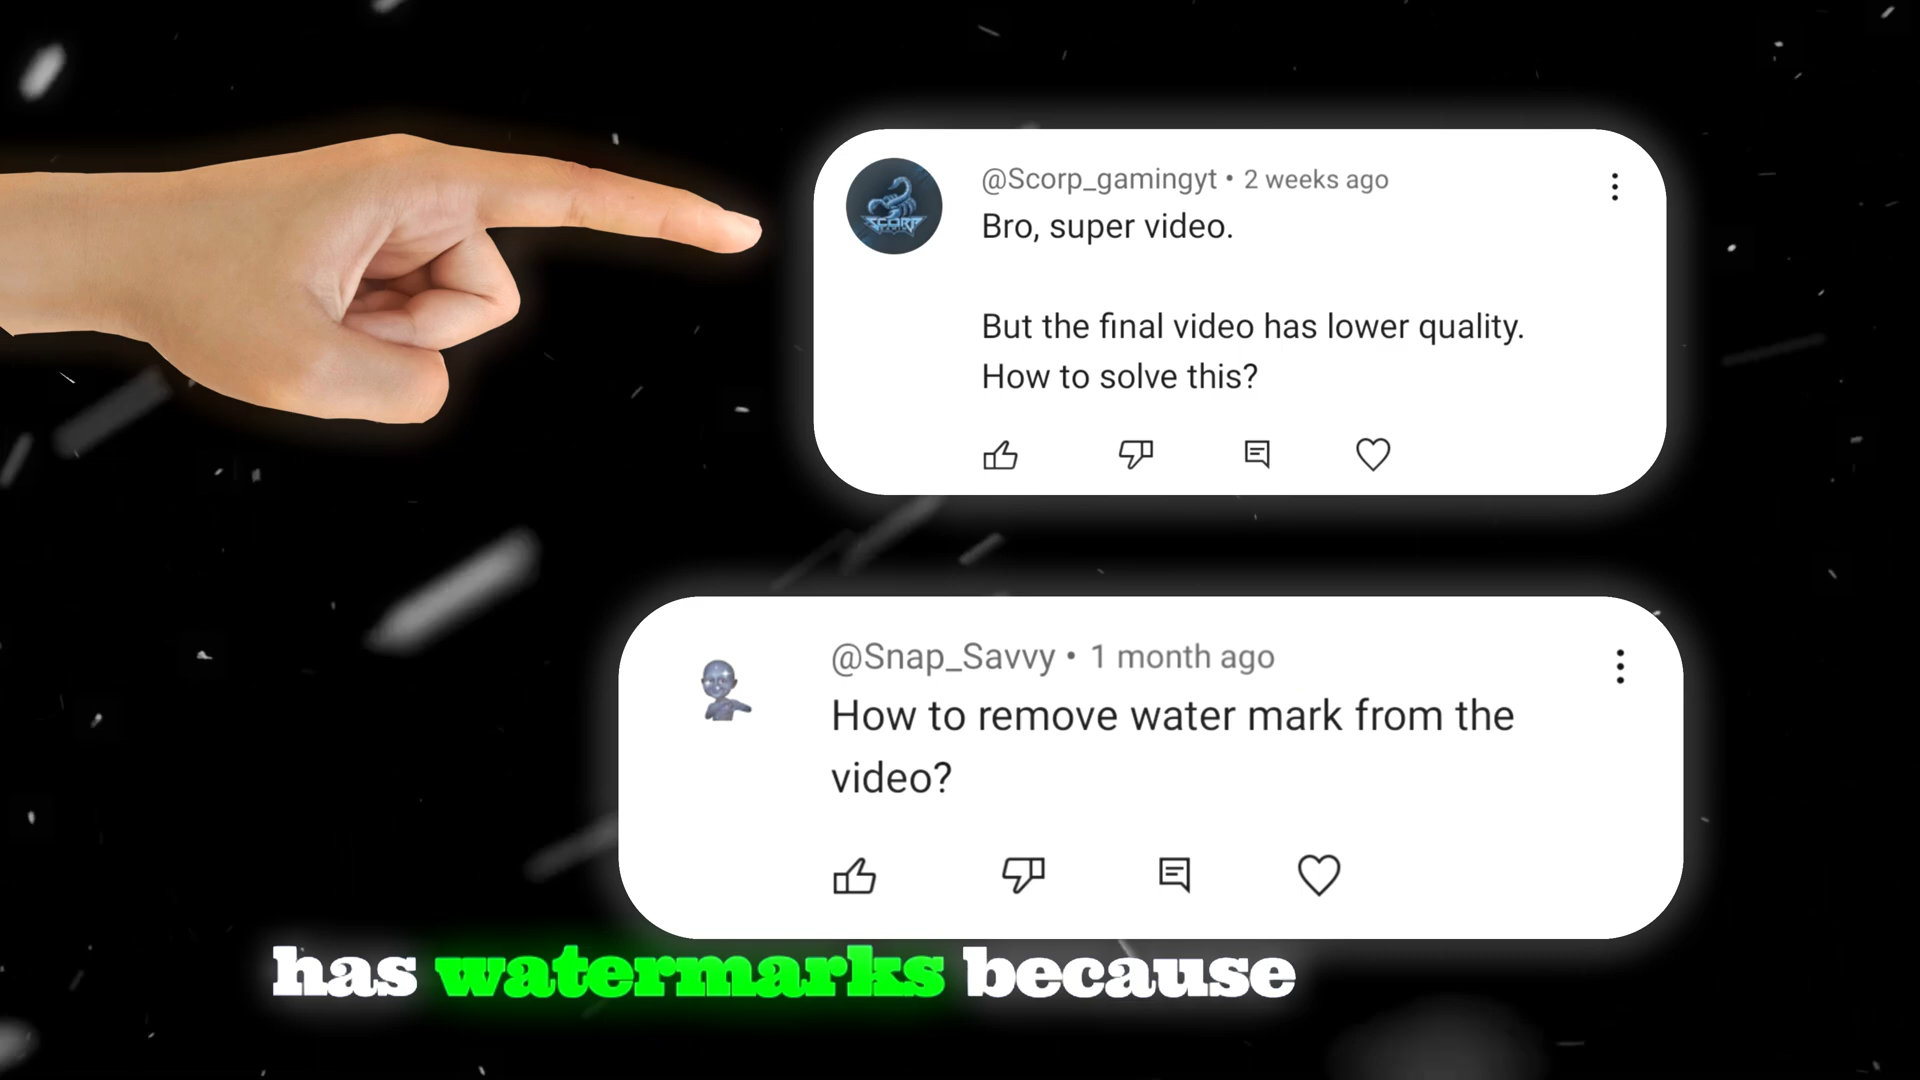 @Scorp_gamingyt • 2 weeks ago
Bro, super video.
But the final video has lower quality.
How to solve this?
SCORP
@Snap_Savvy • 1 month ago
How to remove water mark from the
video?
has watermarks because